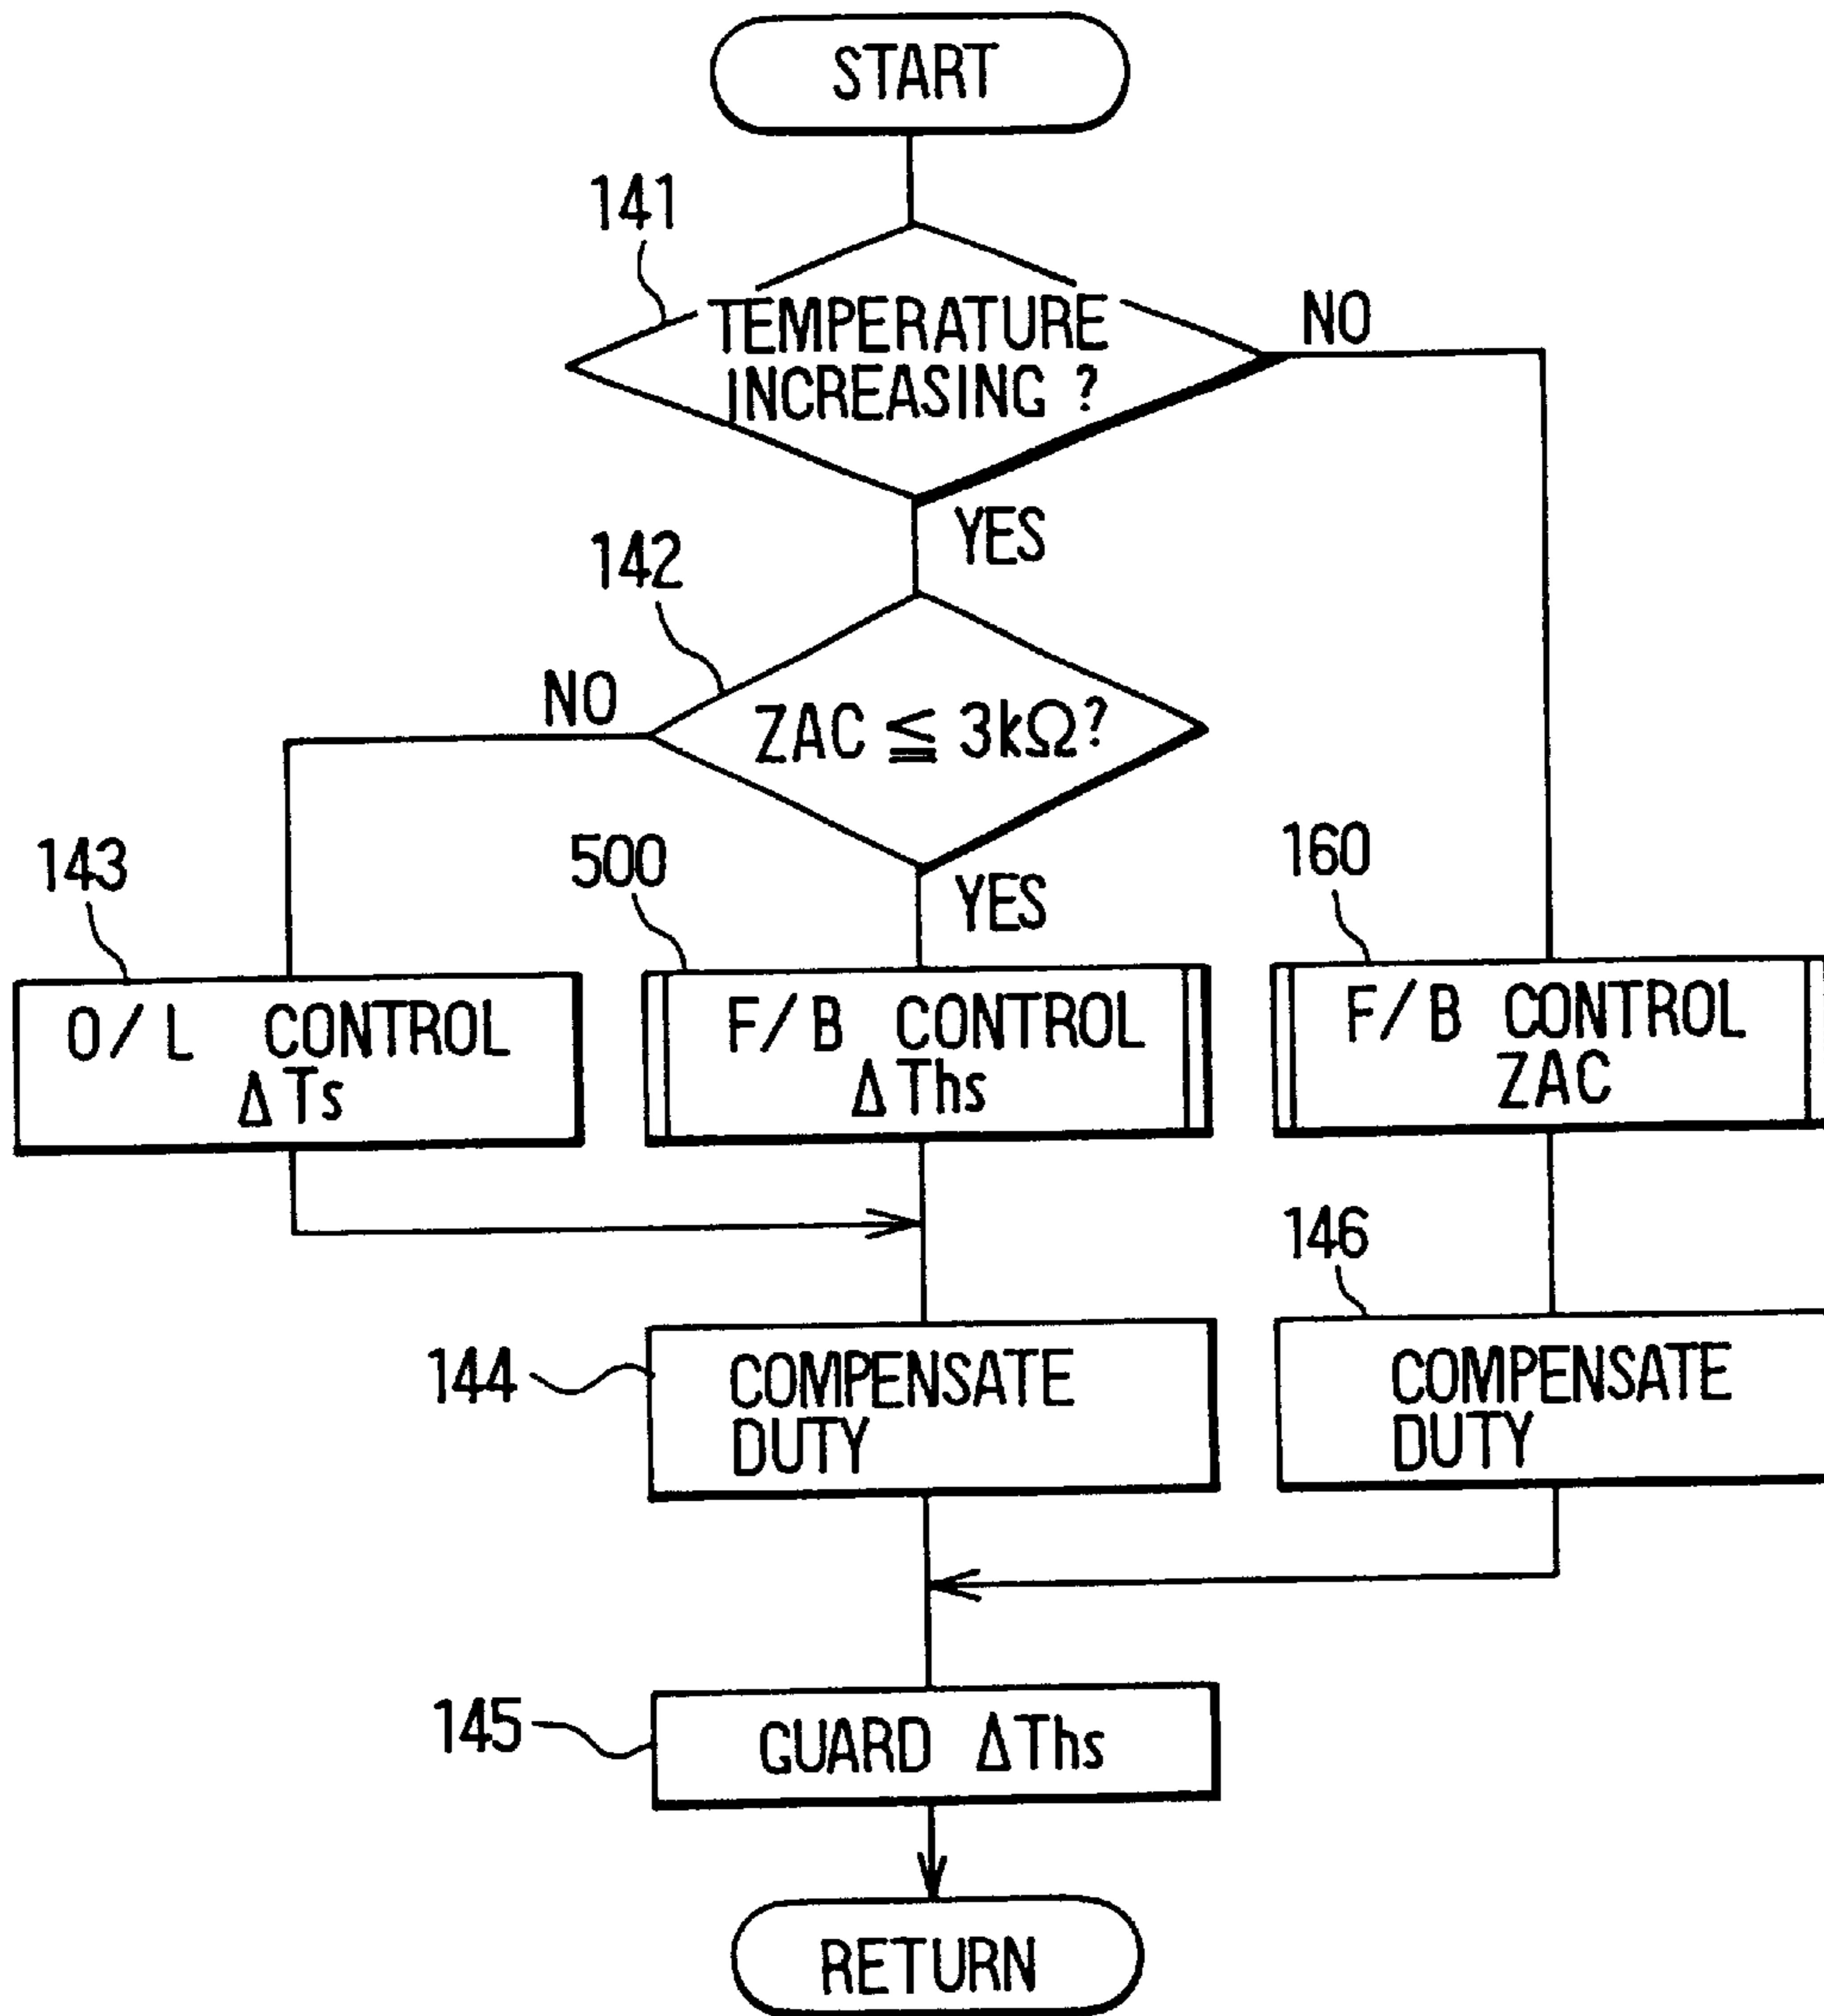 START
141
TEMPERATURE
INCREASING ?
NO
YES
142
NO
ZAC ≦ 3kΩ?
YES
143
500
160
O/L CONTROL
ΔTs
F/B CONTROL
ΔThs
F/B CONTROL
ZAC
146
144
COMPENSATE
DUTY
COMPENSATE
DUTY
145
GUARD ΔThs
RETURN